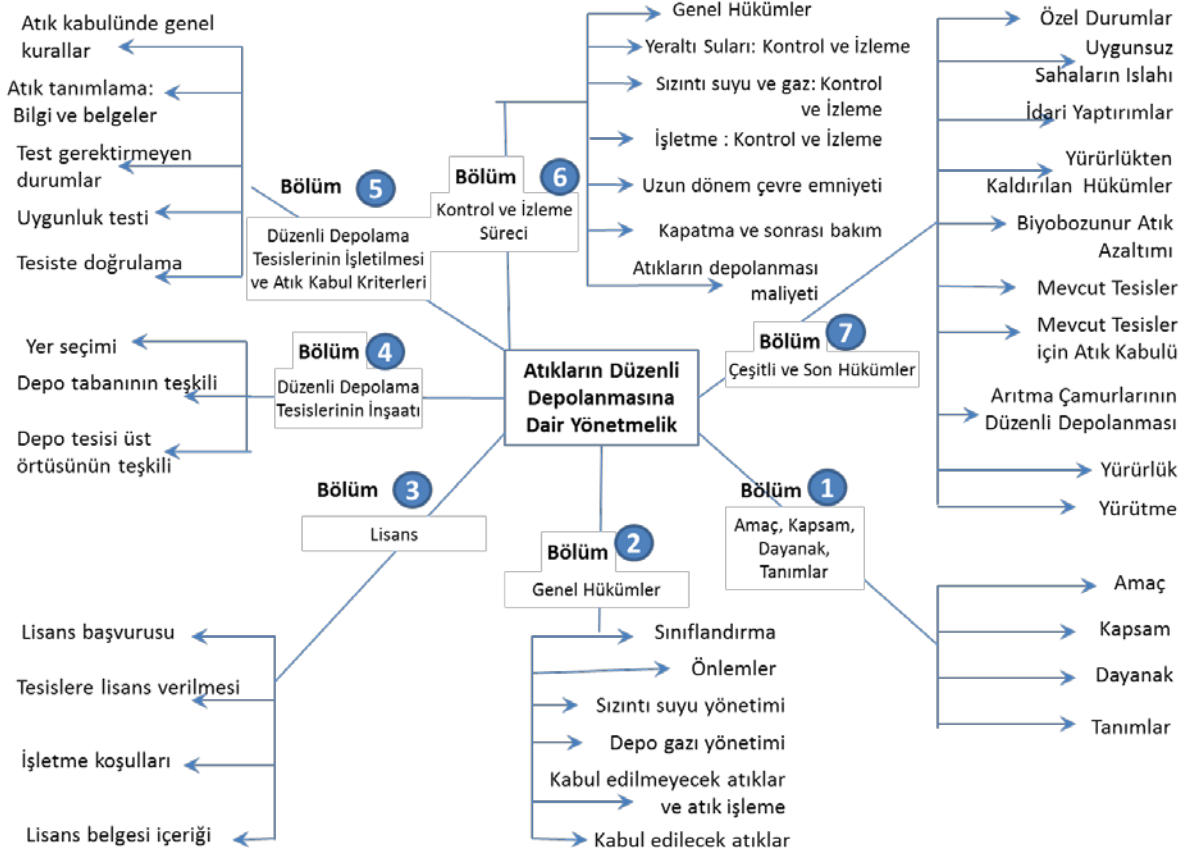 Atıkların Düzenli
Depolanmasına
Dair Yönetmelik
Bölüm 1
Amaç, Kapsam,
Dayanak,
Tanımlar
Amaç
Kapsam
Dayanak
Tanımlar
Bölüm 2
Genel Hükümler
Sınıflandırma
Önlemler
Sızıntı suyu yönetimi
Depo gazı yönetimi
Kabul edilmeyecek atıklar
ve atık işleme
Kabul edilecek atıklar
Bölüm 3
Lisans
Lisans başvurusu
Tesislere lisans verilmesi
İşletme koşulları
Lisans belgesi içeriği
Bölüm 4
Düzenli Depolama
Tesislerinin İnşaatı
Yer seçimi
Depo tabanının teşkili
Depo tesisi üst
örtüsünün teşkili
Bölüm 5
Düzenli Depolama
Tesislerinin İşletilmesi
ve Atık Kabul Kriterleri
Atık kabulünde genel
kurallar
Atık tanımlama:
Bilgi ve belgeler
Test gerektirmeyen
durumlar
Uygunluk testi
Tesiste doğrulama
Bölüm 6
Kontrol ve İzleme
Süreci
Genel Hükümler
Yeraltı Suları: Kontrol ve İzleme
Sızıntı suyu ve gaz: Kontrol
ve İzleme
İşletme : Kontrol ve İzleme
Uzun dönem çevre emniyeti
Kapatma ve sonrası bakım
Atıkların depolanması
maliyeti
Bölüm 7
Çeşitli ve Son Hükümler
Özel Durumlar
Uygunsuz
Sahaların Islahı
İdari Yaptırımlar
Yürürlükten
Kaldırılan Hükümler
Biyobozunur Atık
Azaltımı
Mevcut Tesisler
Mevcut Tesisler
için Atık Kabulü
Arıtma Çamurlarının
Düzenli Depolanması
Yürürlük
Yürütme